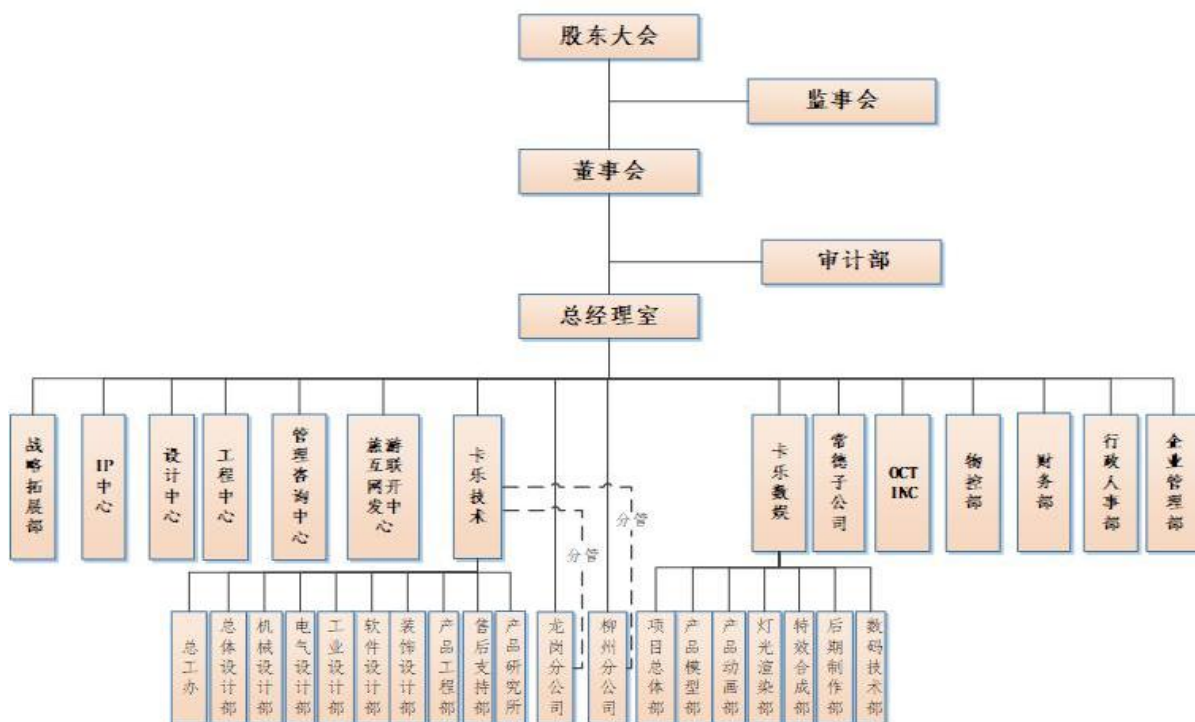 股东大会
监事会
董事会
审计部
总经理室
战略拓展部
IP中心
设计中心
工程中心
管理咨询中心
旅游互联网开发中心
卡乐技术
卡乐数娱
常德子公司
OCT
INC
物控部
财务部
行政人事部
企业管理部
分管
分管
总工办
总体设计部
机械设计部
电气设计部
工业设计部
软件设计部
装饰设计部
产品工程部
售后支持部
产品研究所
龙岗分公司
柳州分公司
项目总体部
产品模型部
产品动画部
灯光渲染部
特效合成部
后期制作部
数码技术部